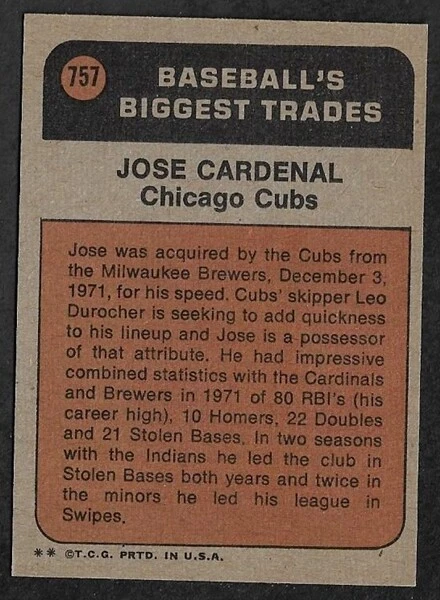 757
BASEBALL'S
BIGGEST TRADES
JOSE CARDENAL
Chicago Cubs
Jose was acquired by the Cubs from
the Milwaukee Brewers, December 3,
1971, for his speed. Cubs' skipper Leo
Durocher is seeking to add quickness
to his lineup and Jose is a possessor
of that attribute. He had impressive
combined statistics with the Cardinals
and Brewers in 1971 of 80 RBI's (his
career high), 10 Homers, 22 Doubles
and 21 Stolen Bases. In two seasons
with the Indians he led the club in
Stolen Bases both years and twice in
the minors he led his league in
Swipes.
** ©T.C.G. PRTD. IN U.S.A.